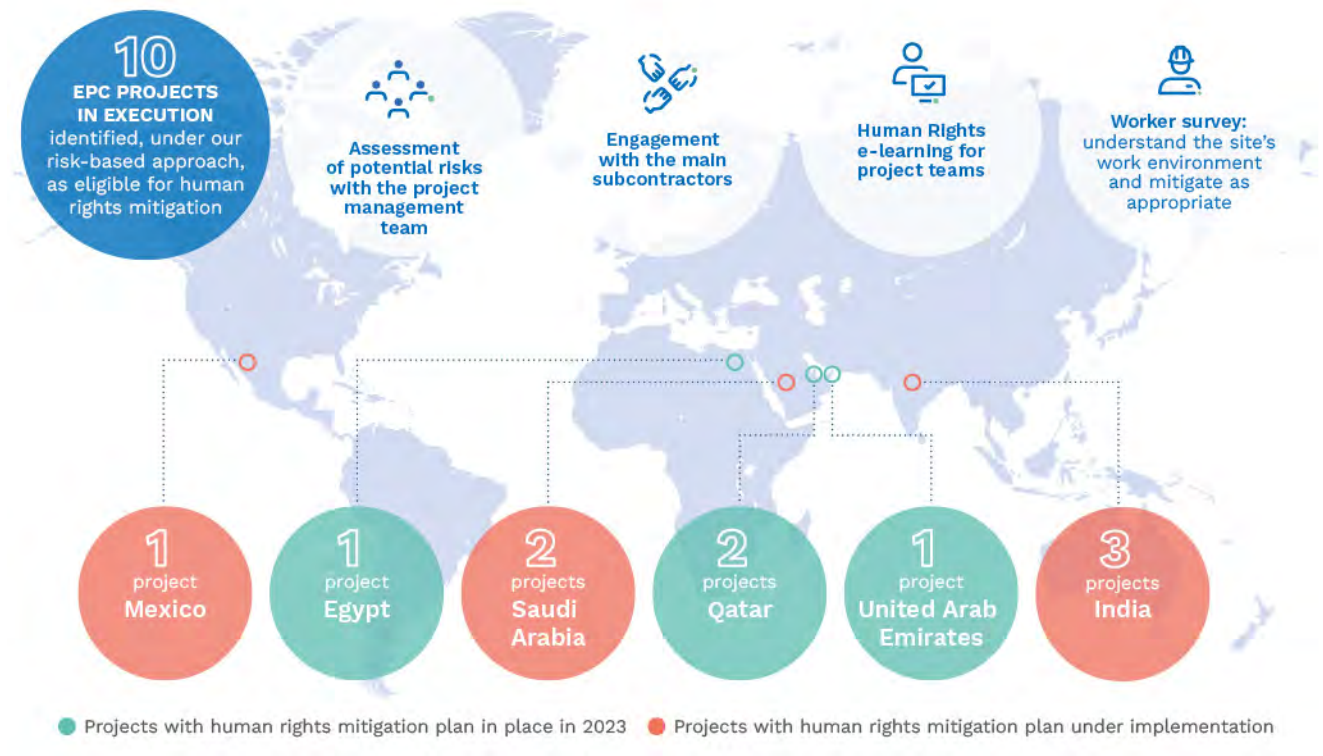 10
EPC PROJECTS
IN EXECUTION
identified, under our
risk-based approach,
as eligible for human
rights mitigation
Assessment
of potential risks
with the project
management
team
Engagement
with the main
subcontractors
Human Rights
e-learning for
project teams
Worker survey:
understand the site's
work environment
and mitigate as
appropriate
1
project
Mexico
1
project
Egypt
2
projects
Saudi
Arabia
2
projects
Qatar
1
project
United Arab
Emirates
3
projects
India
Projects with human rights mitigation plan in place in 2023
Projects with human rights mitigation plan under implementation